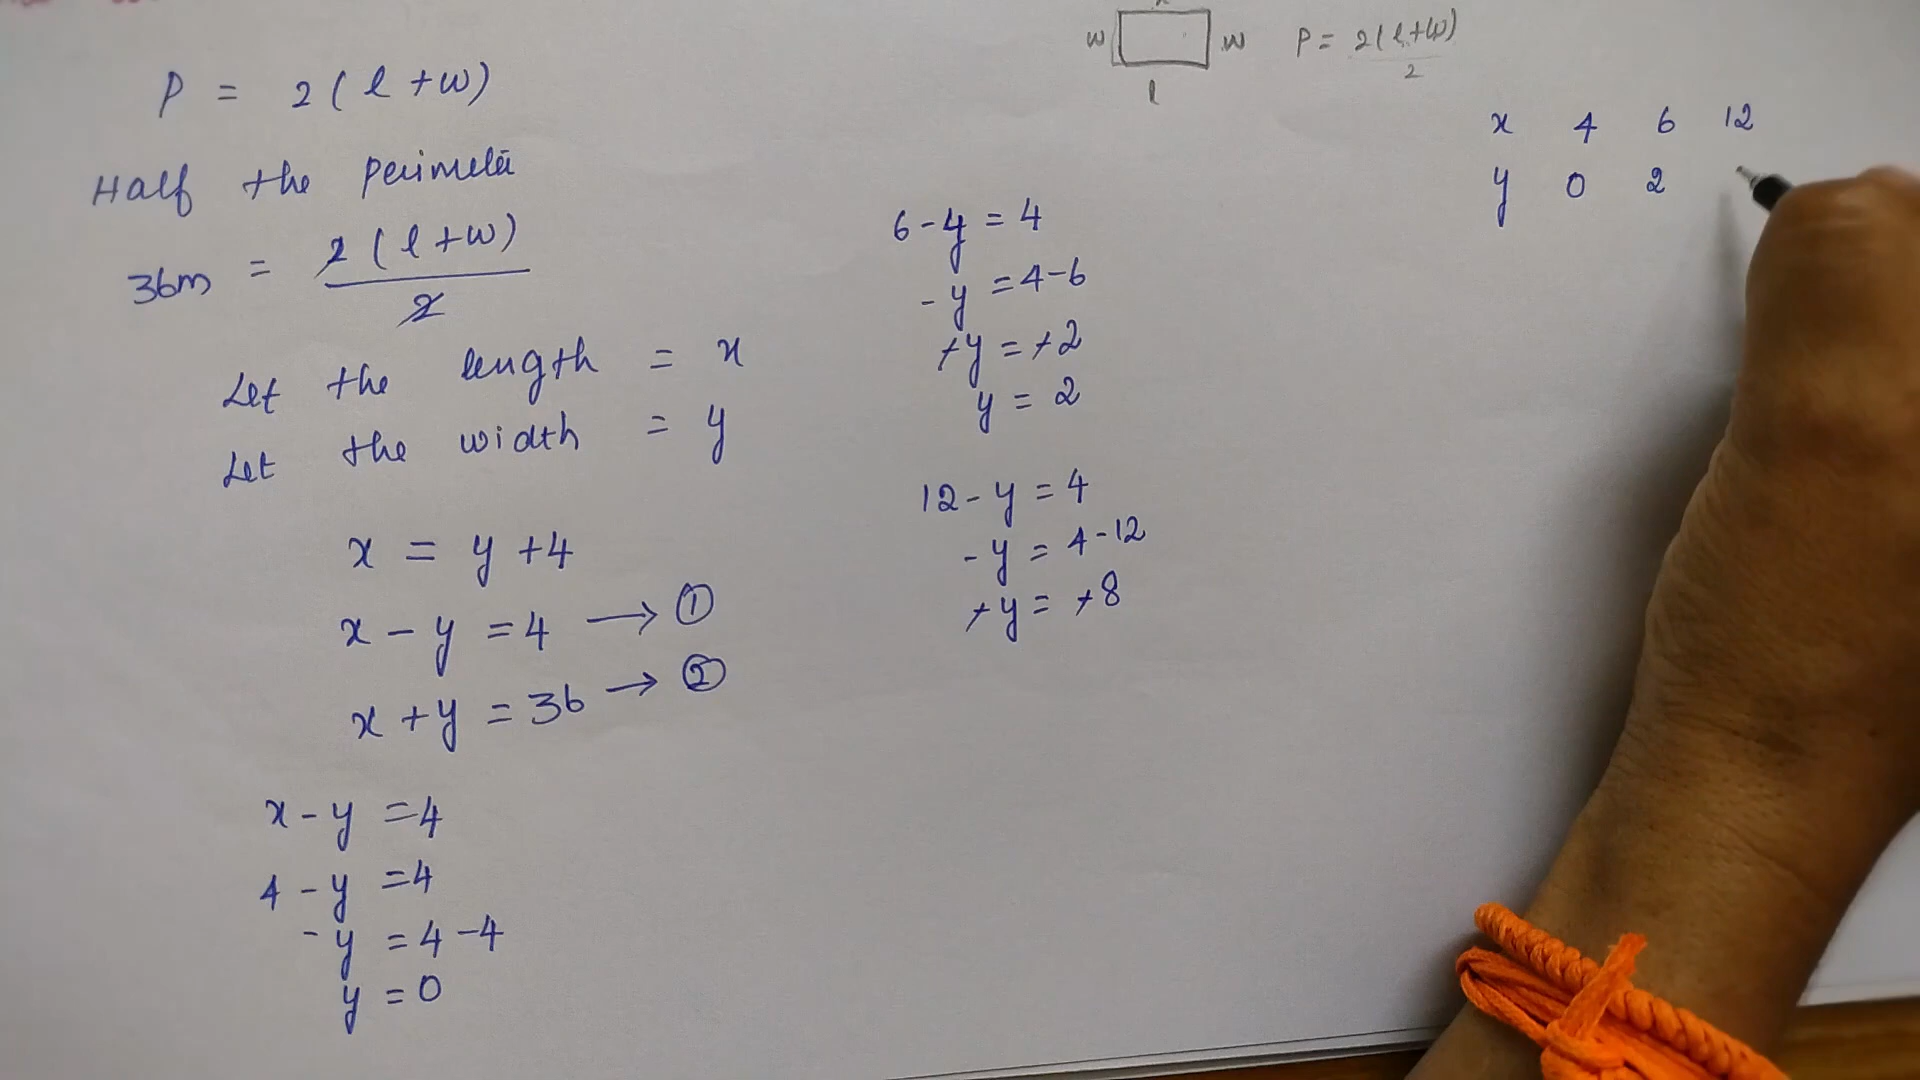 P = 2(l+w)
Half the perimeter
36m = 2(l+w)
2
Let the length = x
Let the width = y
x = y+4
x-y=4 → ①
x+y=36 → ②
x-y=4
4-y=4
-y=4-4
y=0
6-y=4
-y=4-6
+y=+2
y=2
12-y=4
-y=4-12
+y=+8
w w
l
P = 2(l+w)
2
x 4 6 12
y 0 2